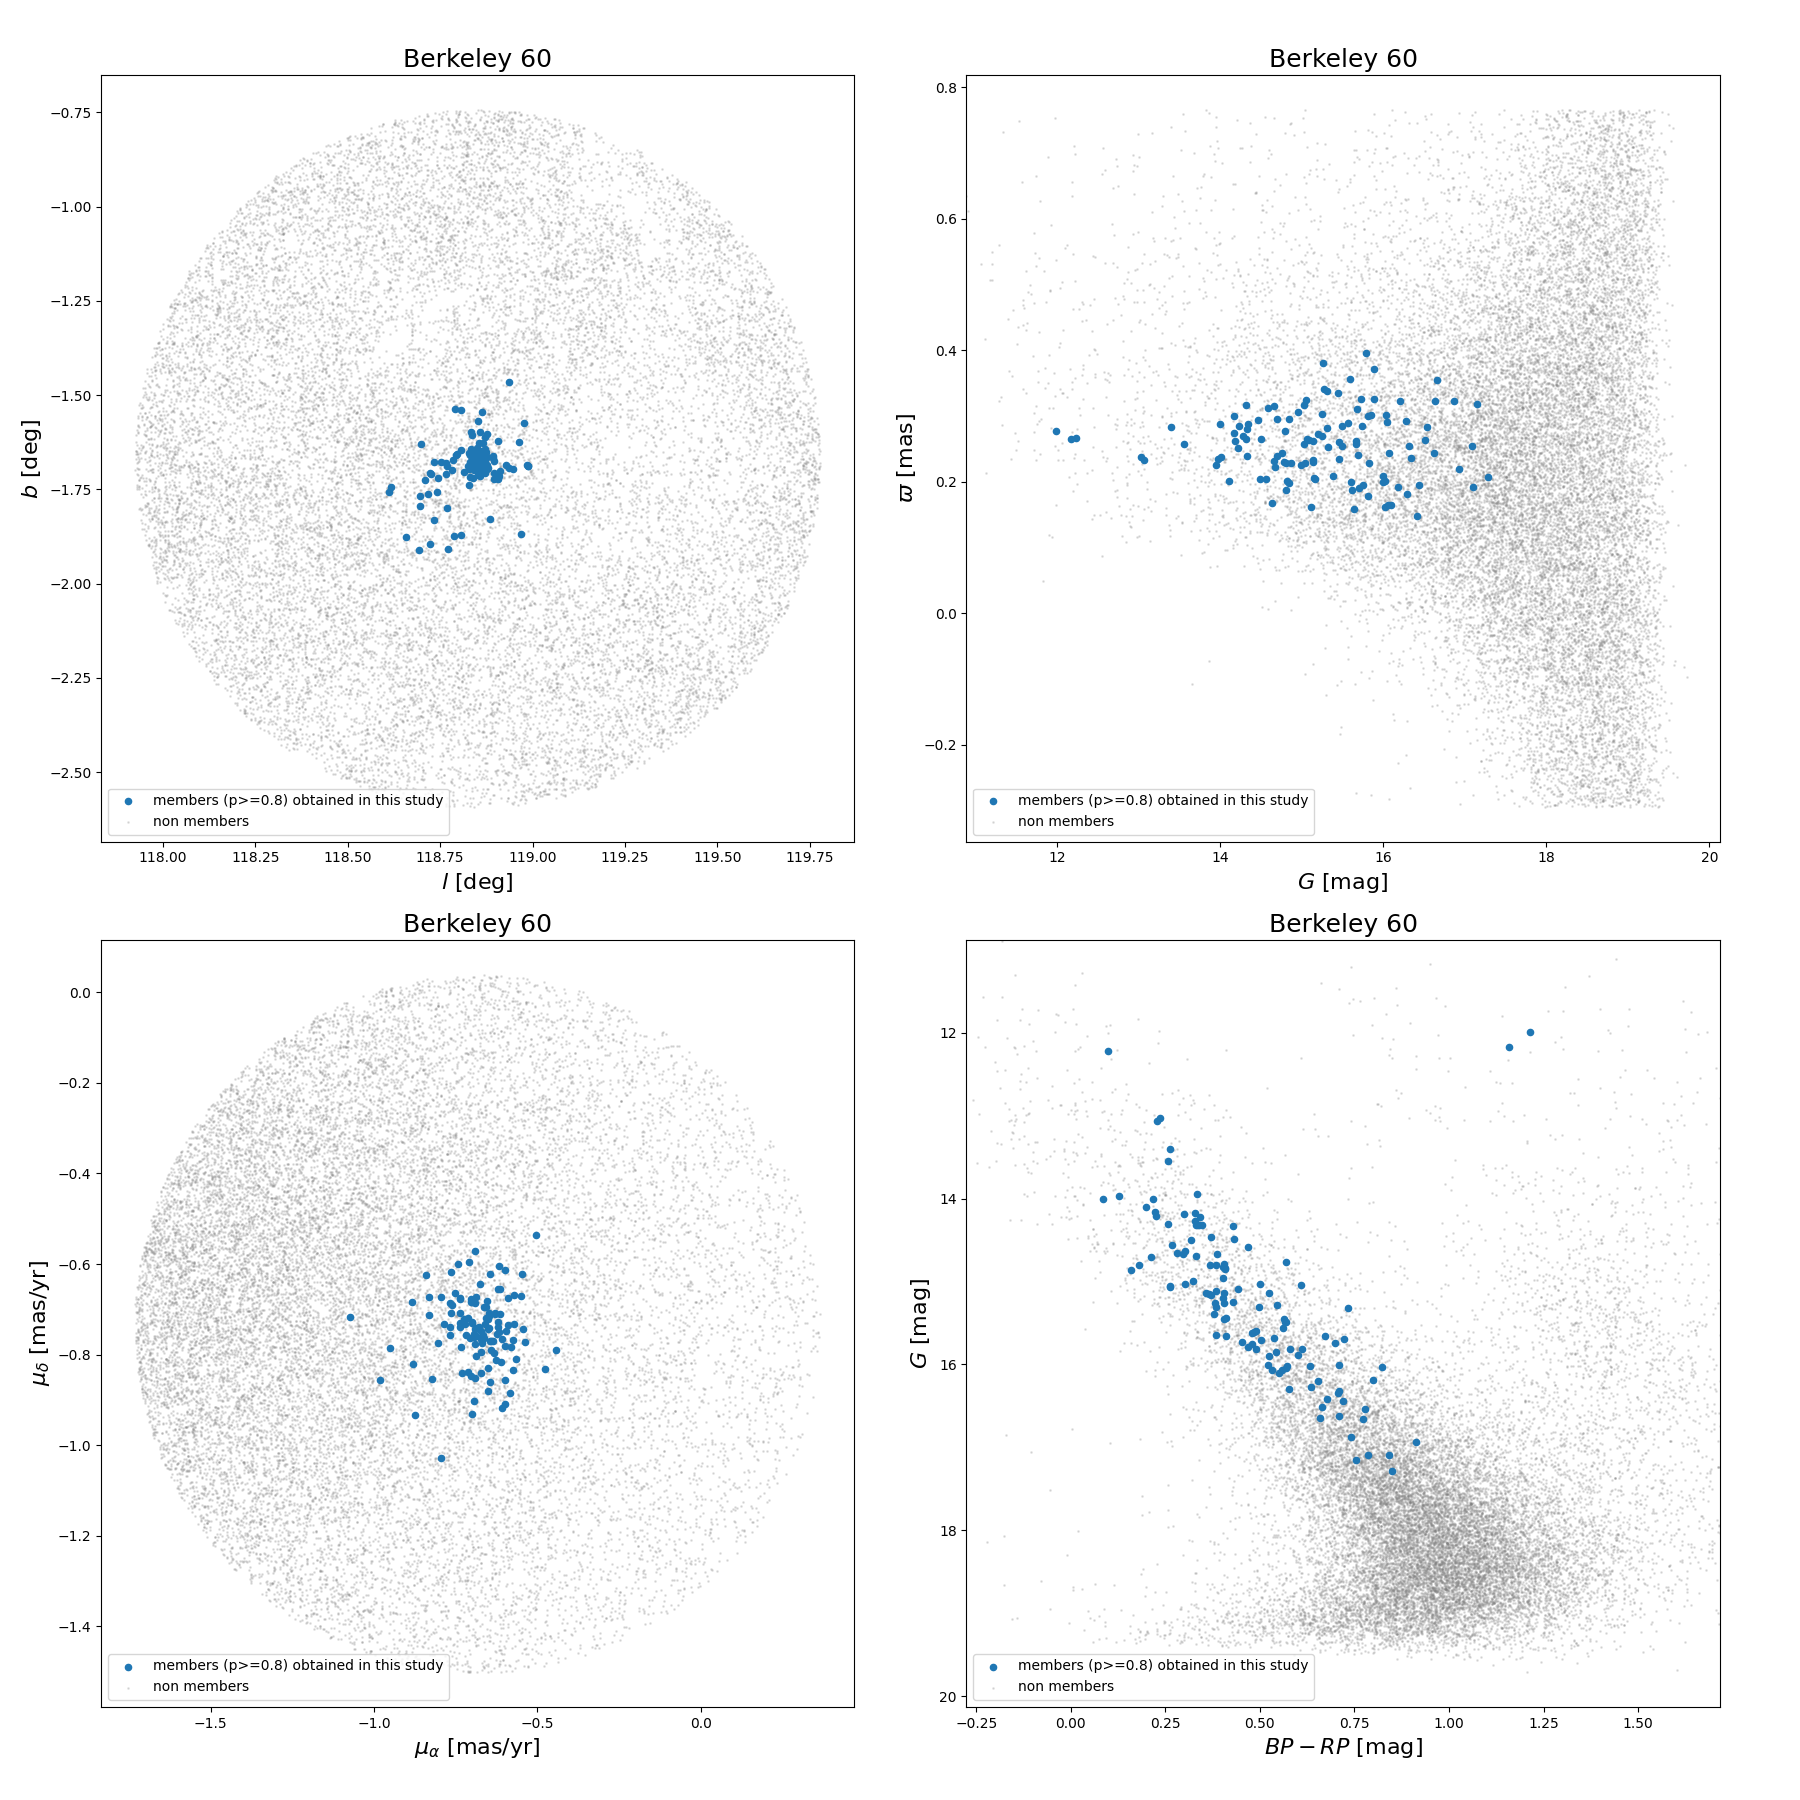 Berkeley 60
−0.75
−1.00
−1.25
−1.50
−1.75
−2.00
−2.25
−2.50
b [deg]
members (p>=0.8) obtained in this study
non members
118.00 118.25 118.50 118.75 119.00 119.25 119.50 119.75
l [deg]
Berkeley 60
0.8
0.6
0.4
0.2
0.0
−0.2
ϖ [mas]
members (p>=0.8) obtained in this study
non members
12 14 16 18 20
G [mag]
Berkeley 60
0.0
−0.2
−0.4
−0.6
−0.8
−1.0
−1.2
−1.4
μδ [mas/yr]
members (p>=0.8) obtained in this study
non members
−1.5 −1.0 −0.5 0.0
μα [mas/yr]
Berkeley 60
12
14
16
18
20
G [mag]
members (p>=0.8) obtained in this study
non members
−0.25 0.00 0.25 0.50 0.75 1.00 1.25 1.50
BP − RP [mag]